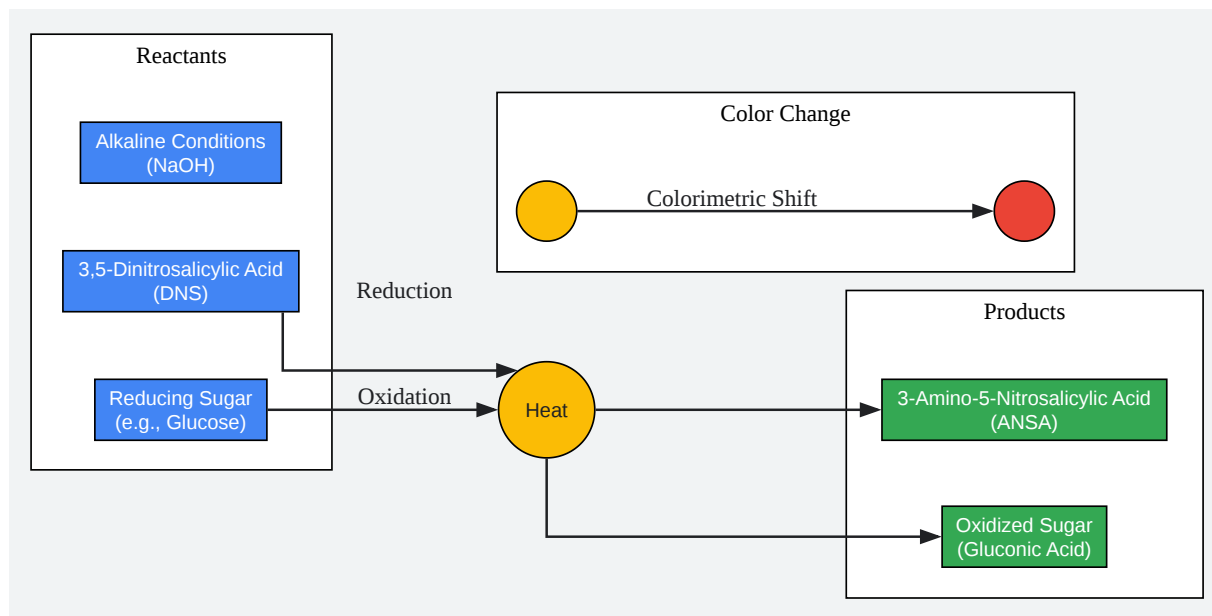 Reactants
Alkaline Conditions
(NaOH)
3,5-Dinitrosalicylic Acid
(DNS)
Reducing Sugar
(e.g., Glucose)
Reduction
Oxidation
Heat
Color Change
Colorimetric Shift
Products
3-Amino-5-Nitrosalicylic Acid
(ANSA)
Oxidized Sugar
(Gluconic Acid)